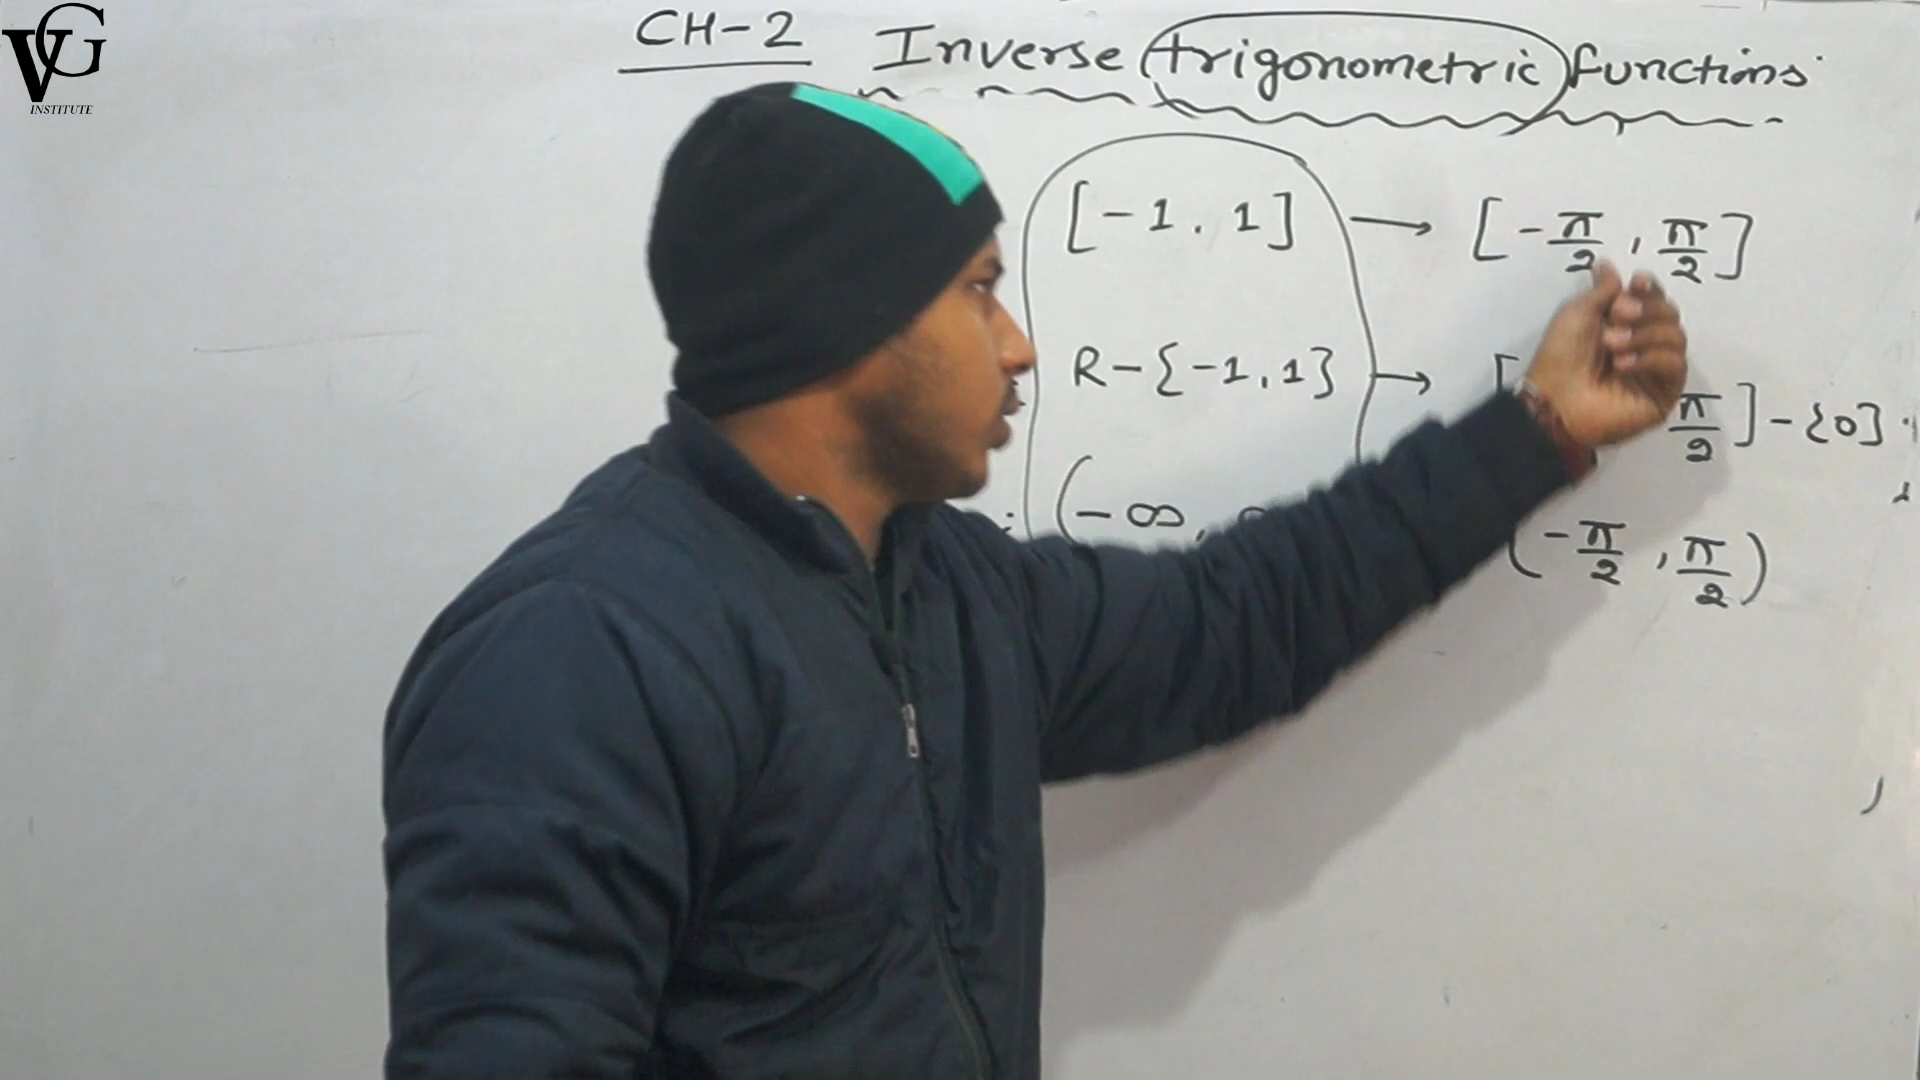 VG
INSTITUTE
CH-2 Inverse trigonometric functions
[-1, 1] → [-π/2, π/2]
R-{-1,1} → [ π/2]-{0}
(-∞, (-π/2, π/2)